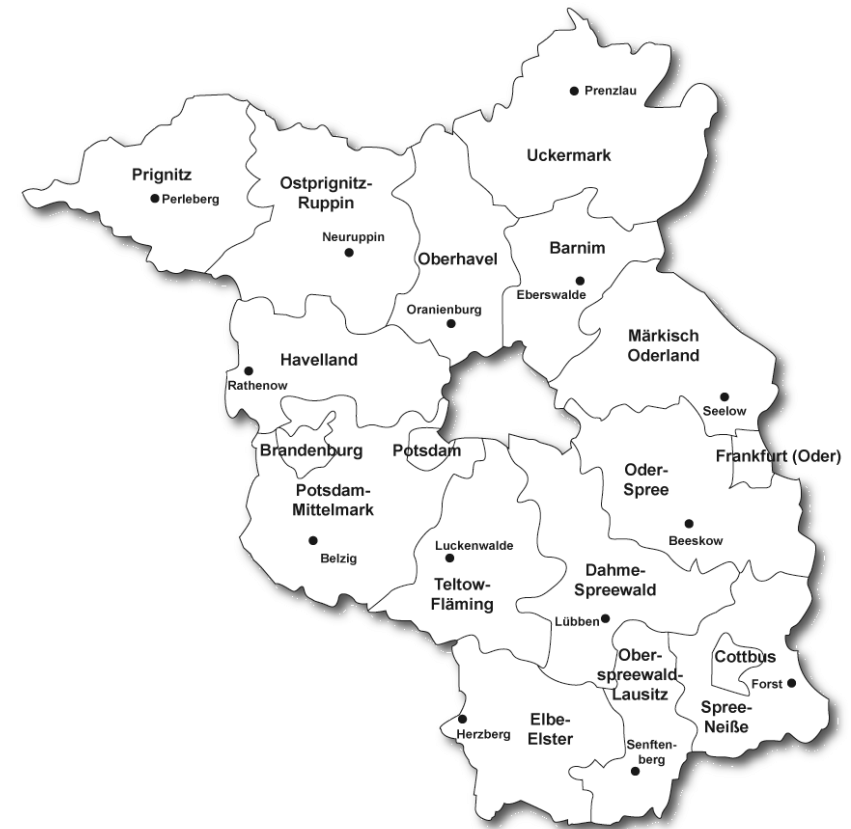 Prenzlau
Uckermark
Prignitz
Perleberg
Ostprignitz-
Ruppin
Neuruppin
Oberhavel
Oranienburg
Barnim
Eberswalde
Märkisch
Oderland
Seelow
Havelland
Rathenow
Brandenburg
Potsdam
Frankfurt (Oder)
Oder-
Spree
Beeskow
Potsdam-
Mittelmark
Belzig
Luckenwalde
Teltow-
Fläming
Dahme-
Spreewald
Lübben
Ober-
spreewald-
Lausitz
Senften-
berg
Cottbus
Forst
Spree-
Neiße
Elbe-
Elster
Herzberg